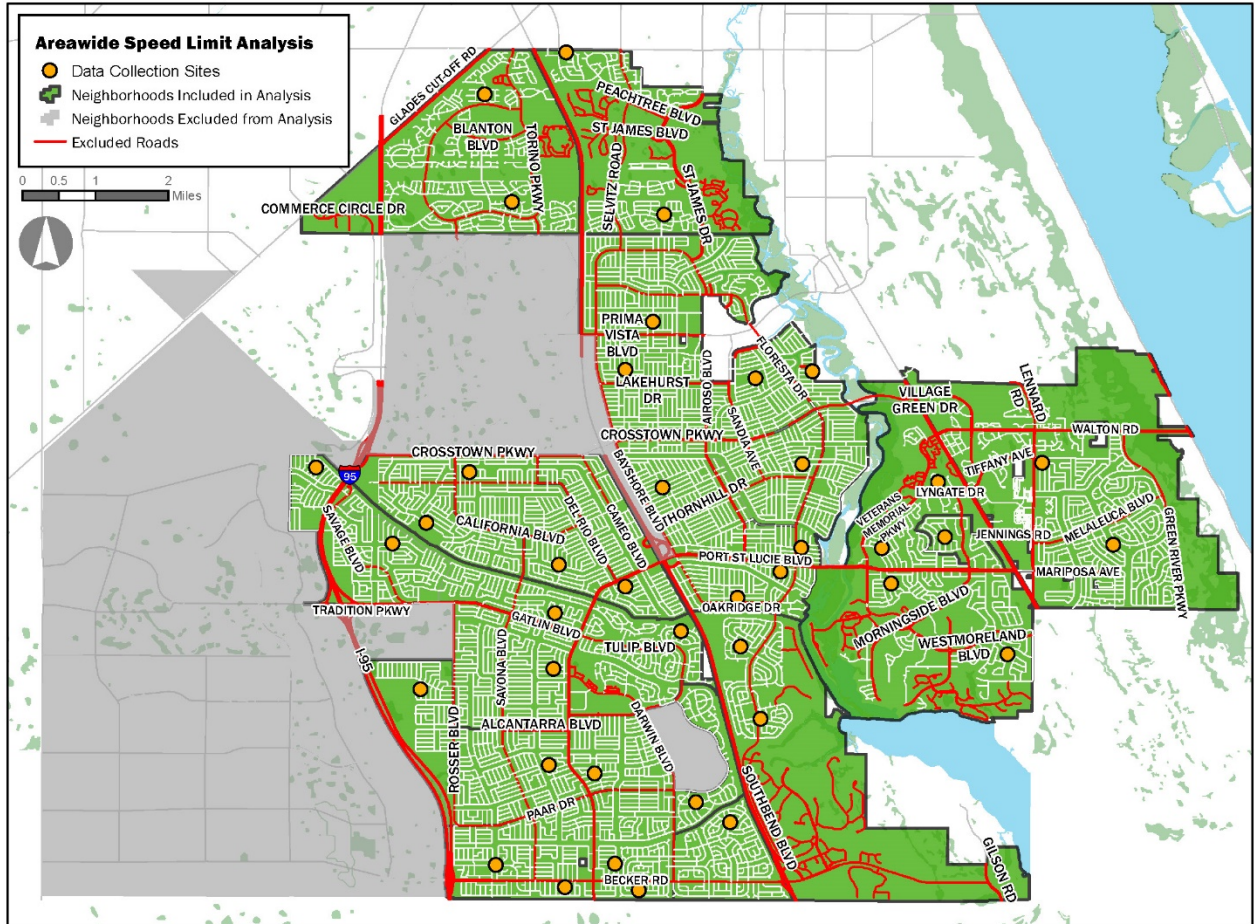 Areawide Speed Limit Analysis
Data Collection Sites
Neighborhoods Included in Analysis
Neighborhoods Excluded from Analysis
Excluded Roads
0 0.5 1 2
Miles
GLADES CUT-OFF RD
PEACHTREE BLVD
BLANTON
BLVD
TORINO PKWY
ST JAMES BLVD
SELVITZ ROAD
ST JAMES DR
COMMERCE CIRCLE DR
PRIMA
VISTA
BLVD
LAKEHURST
DR
AIROSO BLVD
FLORESTA DR
SANDIA AVE
VILLAGE
GREEN DR
LENNARD
RD
WALTON RD
CROSSTOWN PKWY
CROSSTOWN PKWY
95
BAYSHORE BLVD
THORNHILL DR
TIFFANY AVE
LYNGATE DR
VETERANS
MEMORIAL
PKWY
JENNINGS RD
MELALEUCA BLVD
GREEN RIVER PKWY
SAVAGE BLVD
CALIFORNIA BLVD
DEL RIO BLVD
CAMEO BLVD
PORT ST LUCIE BLVD
MARIPOSA AVE
TRADITION PKWY
GATLIN BLVD
OAKRIDGE DR
MORNINGSIDE BLVD
WESTMORELAND
BLVD
TULIP BLVD
SAVONA BLVD
I-95
ROSSER BLVD
ALCANTARRA BLVD
DARWIN BLVD
PAAR DR
SOUTHBEND BLVD
BECKER RD
GILSON RD